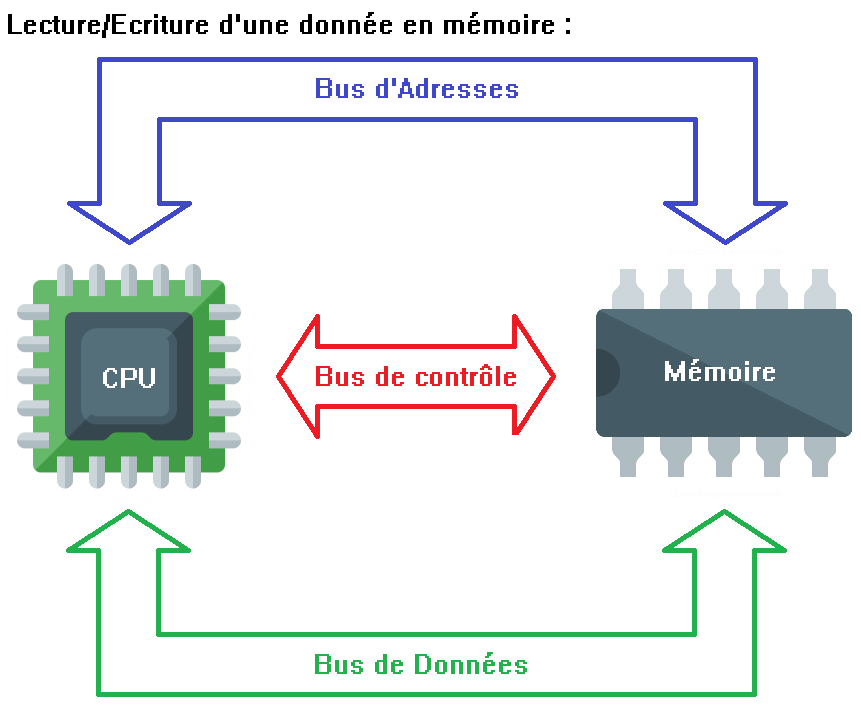 Lecture/Ecriture d'une donnée en mémoire :
Bus d'Adresses
CPU
Bus de contrôle
Mémoire
Bus de Données